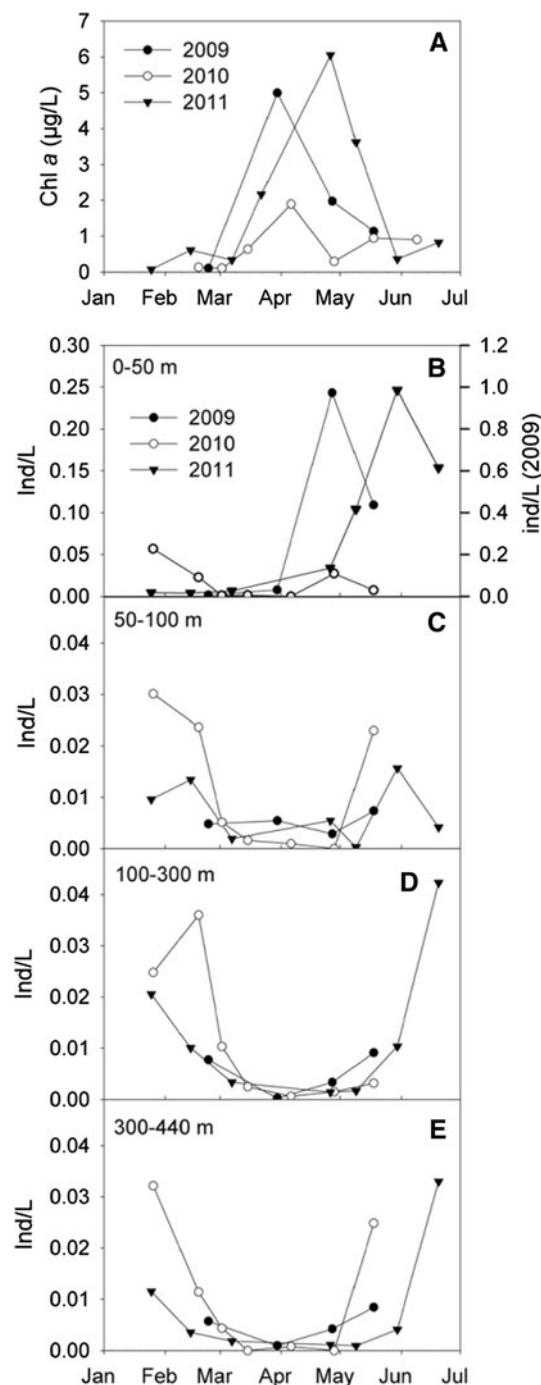 A
7
6
5
4
3
2
1
0
Chl a (µg/L)
2009
2010
2011
Jan Feb Mar Apr May Jun Jul
0-50 m
B
0.30
0.25
0.20
0.15
0.10
0.05
0.00
Ind/L
2009
2010
2011
1.2
1.0
0.8
0.6
0.4
0.2
0.0
ind/L (2009)
50-100 m
C
0.04
0.03
0.02
0.01
0.00
Ind/L
100-300 m
D
0.04
0.03
0.02
0.01
0.00
Ind/L
300-440 m
E
0.04
0.03
0.02
0.01
0.00
Ind/L
Jan Feb Mar Apr May Jun Jul